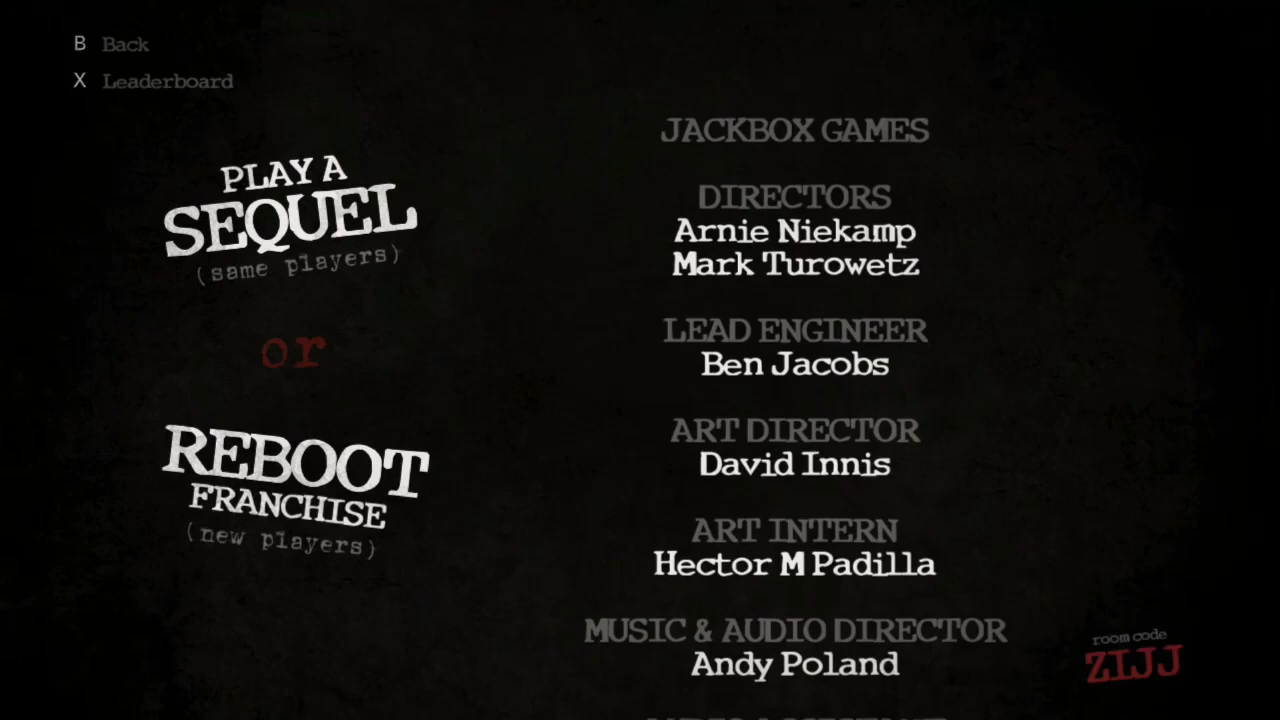 B Back
X Leaderboard
PLAY A
SEQUEL
(same players)
or
REBOOT
FRANCHISE
(new players)
JACKBOX GAMES
DIRECTORS
Arnie Niekamp
Mark Turowetz
LEAD ENGINEER
Ben Jacobs
ART DIRECTOR
David Innis
ART INTERN
Hector M Padilla
MUSIC & AUDIO DIRECTOR
Andy Poland
room code
ZIJJ